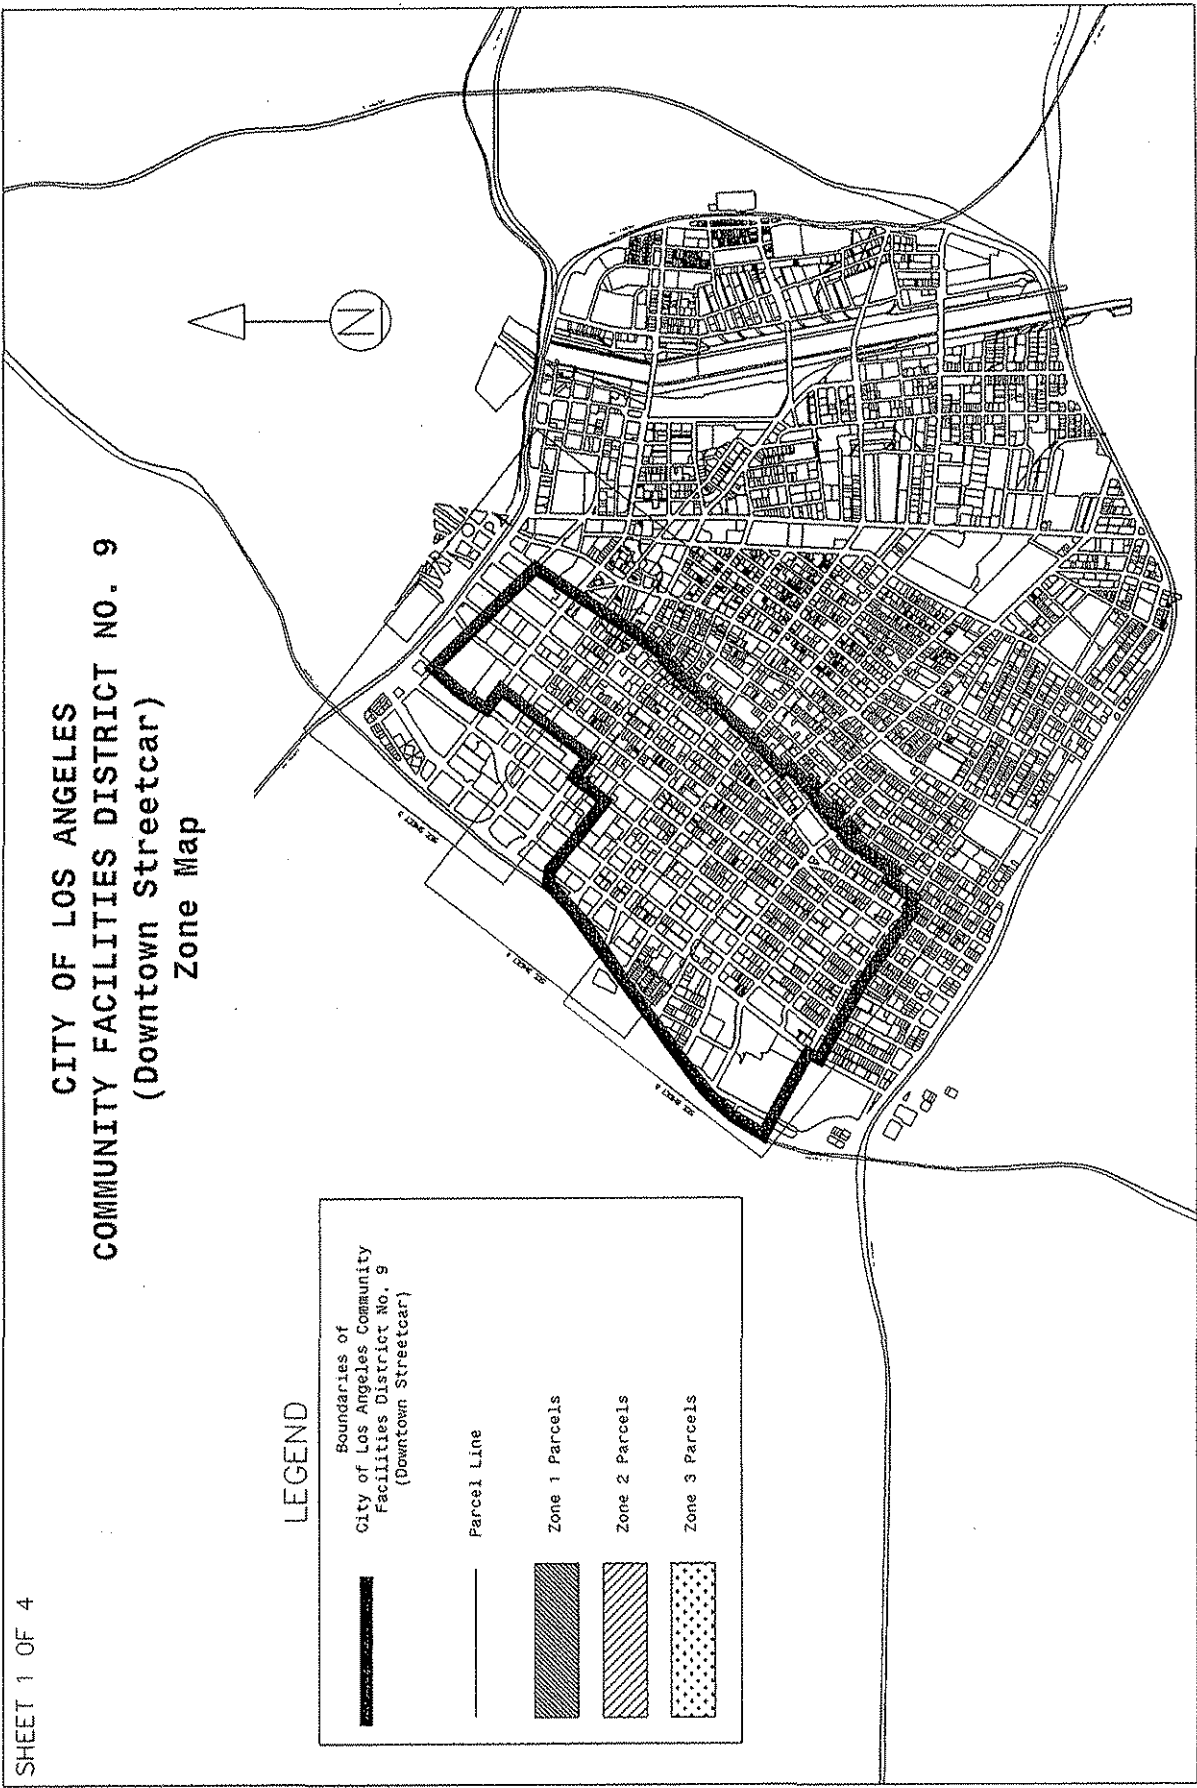 SHEET 1 OF 4
CITY OF LOS ANGELES
COMMUNITY FACILITIES DISTRICT NO. 9
(Downtown Streetcar)
Zone Map
N
LEGEND
Boundaries of
City of Los Angeles Community
Facilities District No. 9
(Downtown Streetcar)
Parcel Line
Zone 1 Parcels
Zone 2 Parcels
Zone 3 Parcels